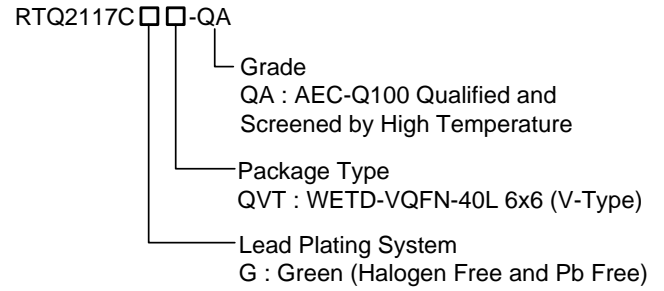 RTQ2117C□□-QA
Grade
QA : AEC-Q100 Qualified and
Screened by High Temperature
Package Type
QVT : WETD-VQFN-40L 6x6 (V-Type)
Lead Plating System
G : Green (Halogen Free and Pb Free)